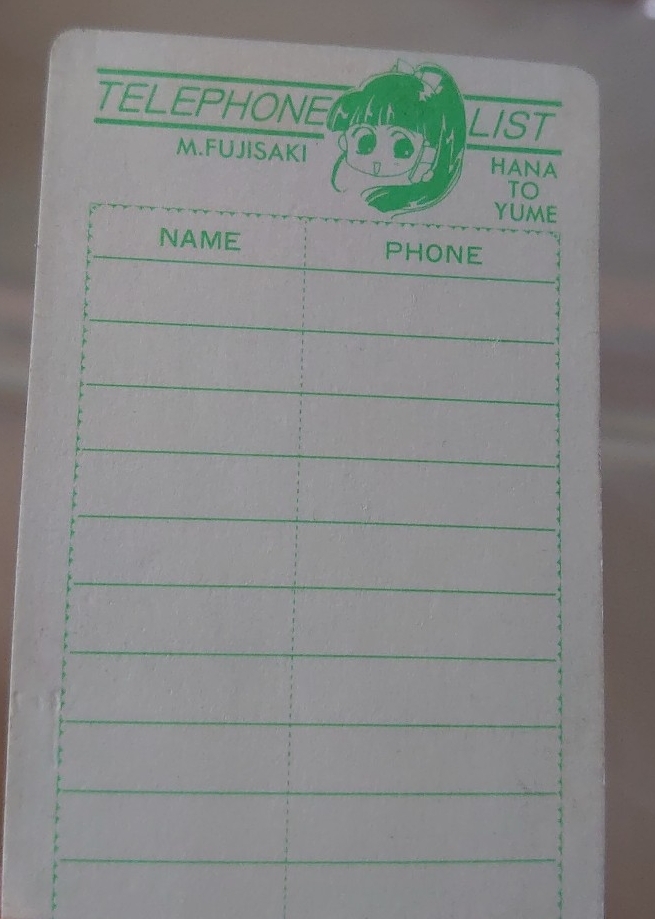 TELEPHONE LIST
M.FUJISAKI
HANA
TO
YUME
NAME PHONE